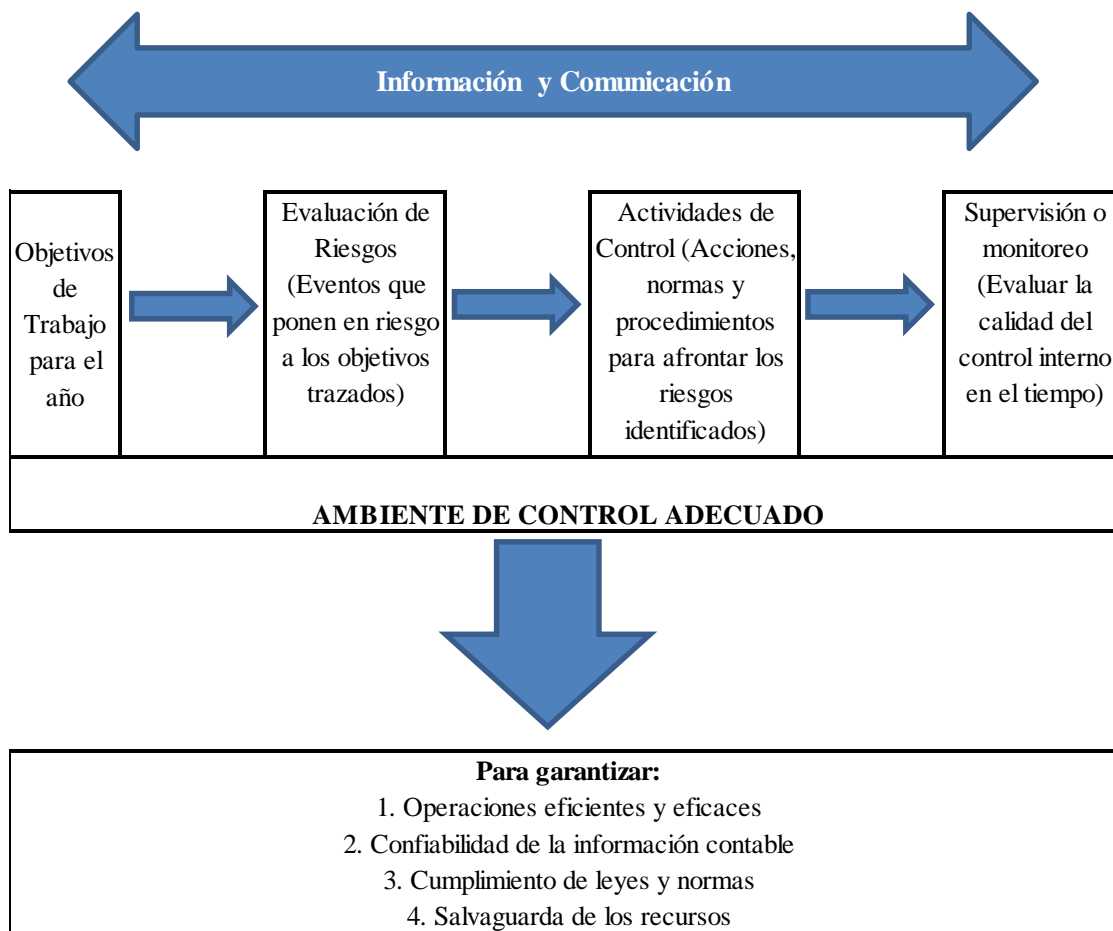 Información y Comunicación
Objetivos
de
Trabajo
para el
año
Evaluación de
Riesgos
(Eventos que
ponen en riesgo
a los objetivos
trazados)
Actividades de
Control (Acciones,
normas y
procedimientos
para afrontar los
riesgos
identificados)
Supervisión o
monitoreo
(Evaluar la
calidad del
control interno
en el tiempo)
AMBIENTE DE CONTROL ADECUADO
Para garantizar:
1. Operaciones eficientes y eficaces
2. Confiabilidad de la información contable
3. Cumplimiento de leyes y normas
4. Salvaguarda de los recursos